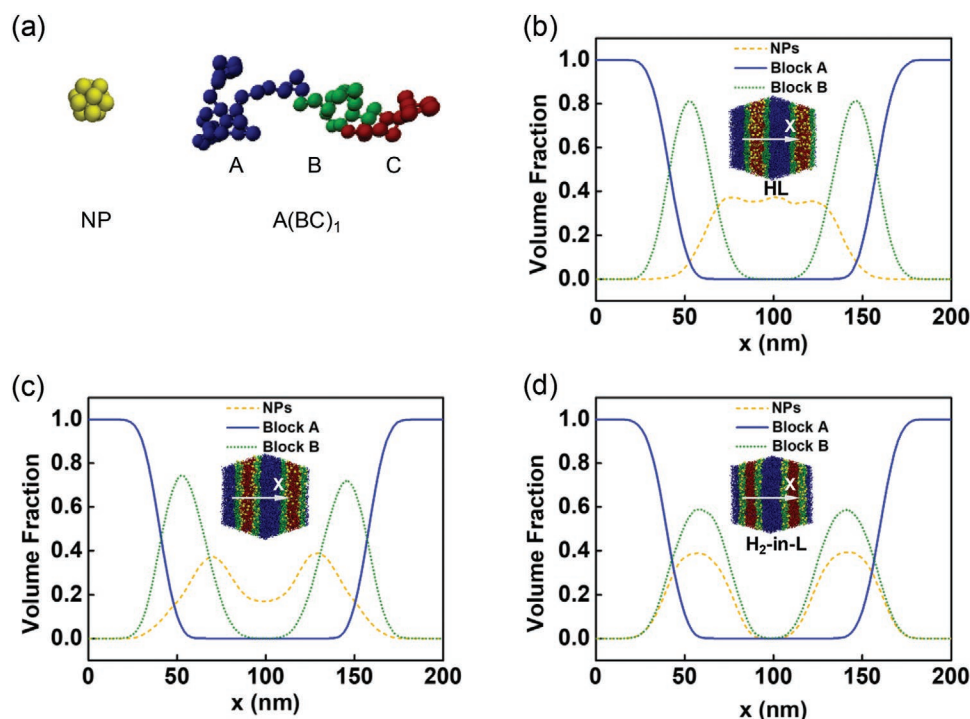 (a)
NP
A
B
C
A(BC)₁
(b)
Volume Fraction
1.0
0.8
0.6
0.4
0.2
0.0
NPs
Block A
Block B
X
HL
0
50
100
150
200
x (nm)
(c)
Volume Fraction
1.0
0.8
0.6
0.4
0.2
0.0
NPs
Block A
Block B
X
0
50
100
150
200
x (nm)
(d)
Volume Fraction
1.0
0.8
0.6
0.4
0.2
0.0
NPs
Block A
Block B
X
H₂-in-L
0
50
100
150
200
x (nm)